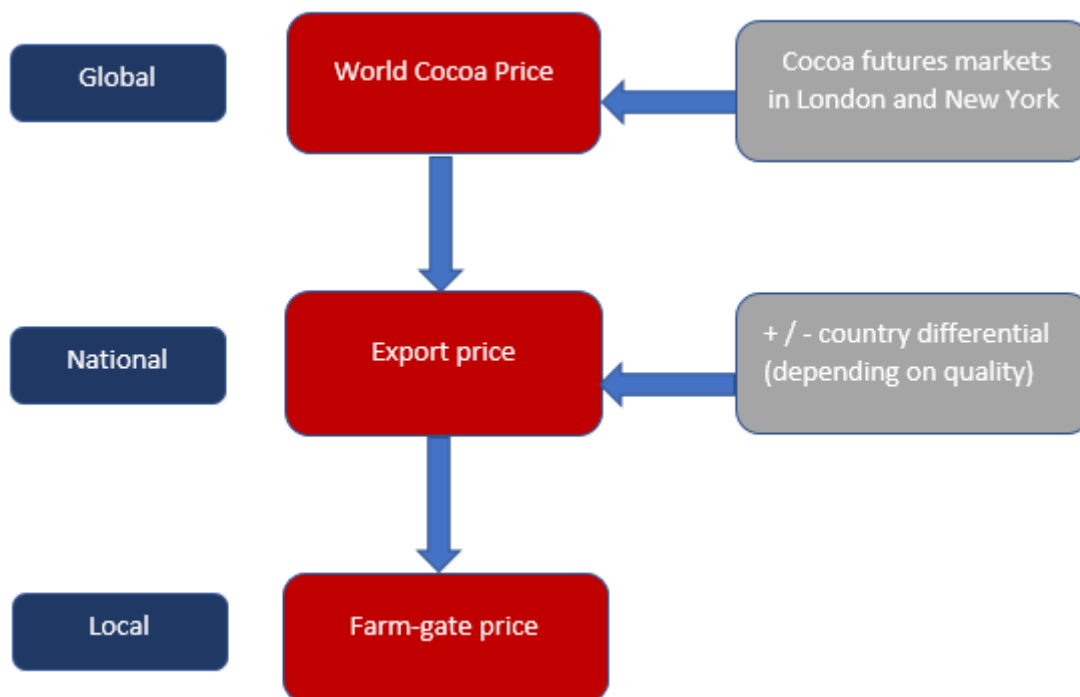 Global
World Cocoa Price
Cocoa futures markets
in London and New York
National
Export price
+ / - country differential
(depending on quality)
Local
Farm-gate price